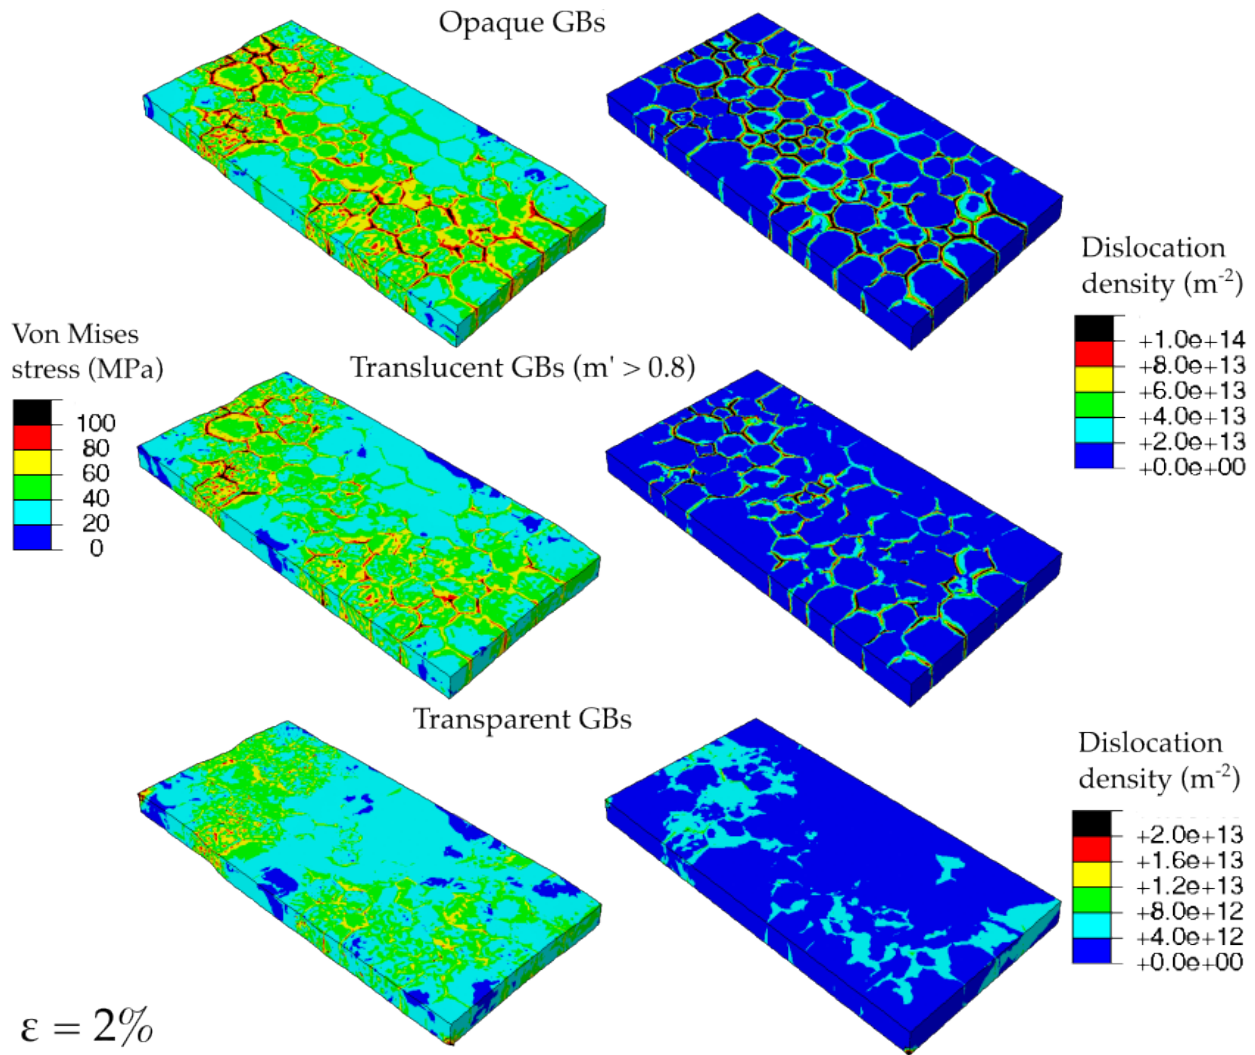 Opaque GBs
Dislocation
density (m⁻²)
+1.0e+14
+8.0e+13
+6.0e+13
+4.0e+13
+2.0e+13
+0.0e+00
Von Mises
stress (MPa)
100
80
60
40
20
0
Translucent GBs (m' > 0.8)
Transparent GBs
Dislocation
density (m⁻²)
+2.0e+13
+1.6e+13
+1.2e+13
+8.0e+12
+4.0e+12
+0.0e+00
ε = 2%